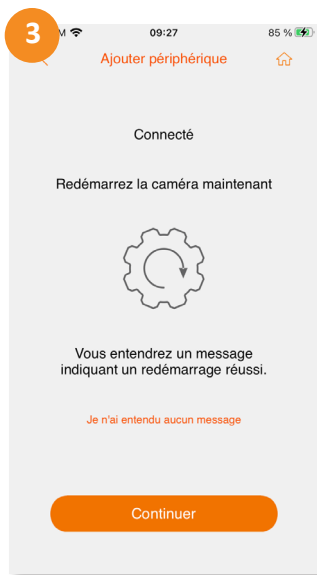 3
M 09:27 85 %
Ajouter périphérique
Connecté
Redémarrez la caméra maintenant
Vous entendrez un message
indiquant un redémarrage réussi.
Je n'ai entendu aucun message
Continuer